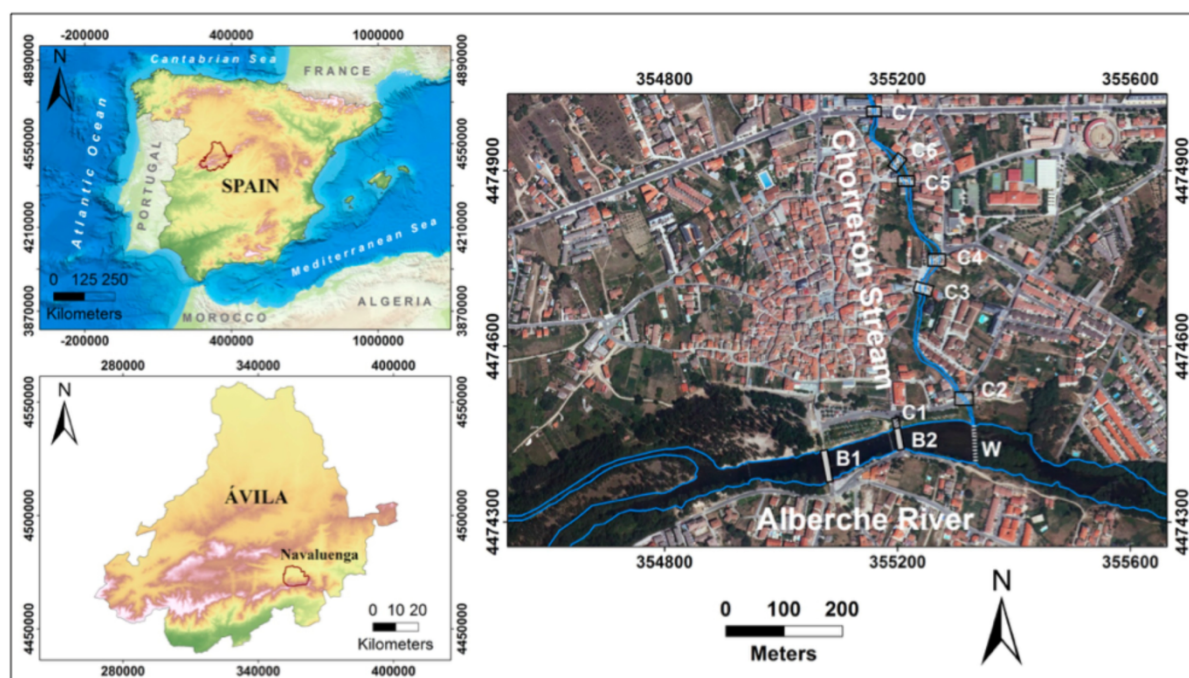 -200000 400000 1000000
4890000
4550000
4210000
3870000
N
Cantabrian Sea
FRANCE
Atlantic Ocean
PORTUGAL
SPAIN
Mediterranean Sea
0 125 250
Kilometers
MOROCCO
ALGERIA
-200000 400000 1000000
280000 340000 400000
4550000
4500000
4450000
N
ÁVILA
Navaluenga
0 10 20
Kilometers
4550000
4500000
4450000
280000 340000 400000
4890000
4550000
4210000
3870000
354800 355200 355600
4474900
4474600
4474300
C7
C6
C5
Chorrerón Stream
C4
C3
C2
C1
B2
B1
W
Alberche River
4474900
4474600
4474300
354800 355200 355600
0 100 200
Meters
N